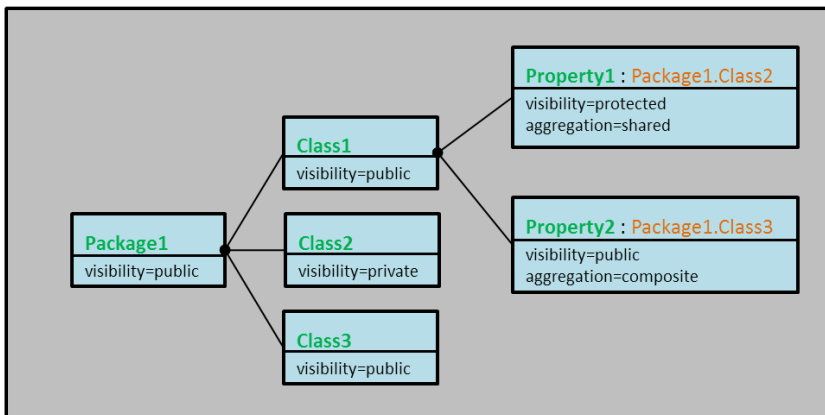 Package1
visibility=public
Class1
visibility=public
Class2
visibility=private
Class3
visibility=public
Property1 : Package1.Class2
visibility=protected
aggregation=shared
Property2 : Package1.Class3
visibility=public
aggregation=composite